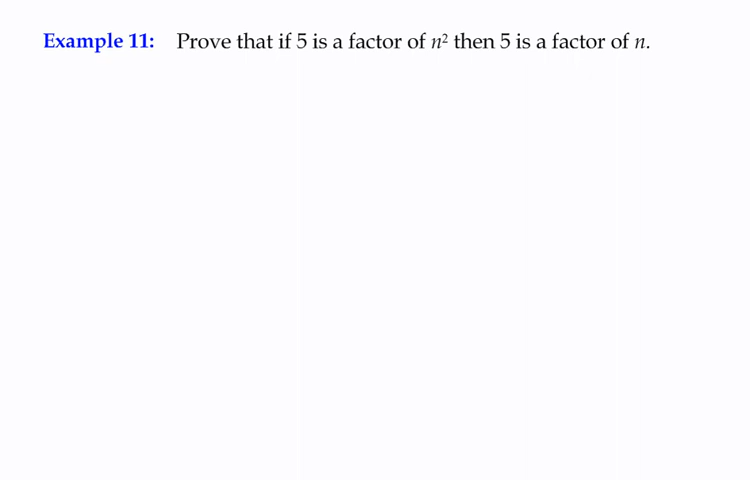 Example 11: Prove that if 5 is a factor of n² then 5 is a factor of n.